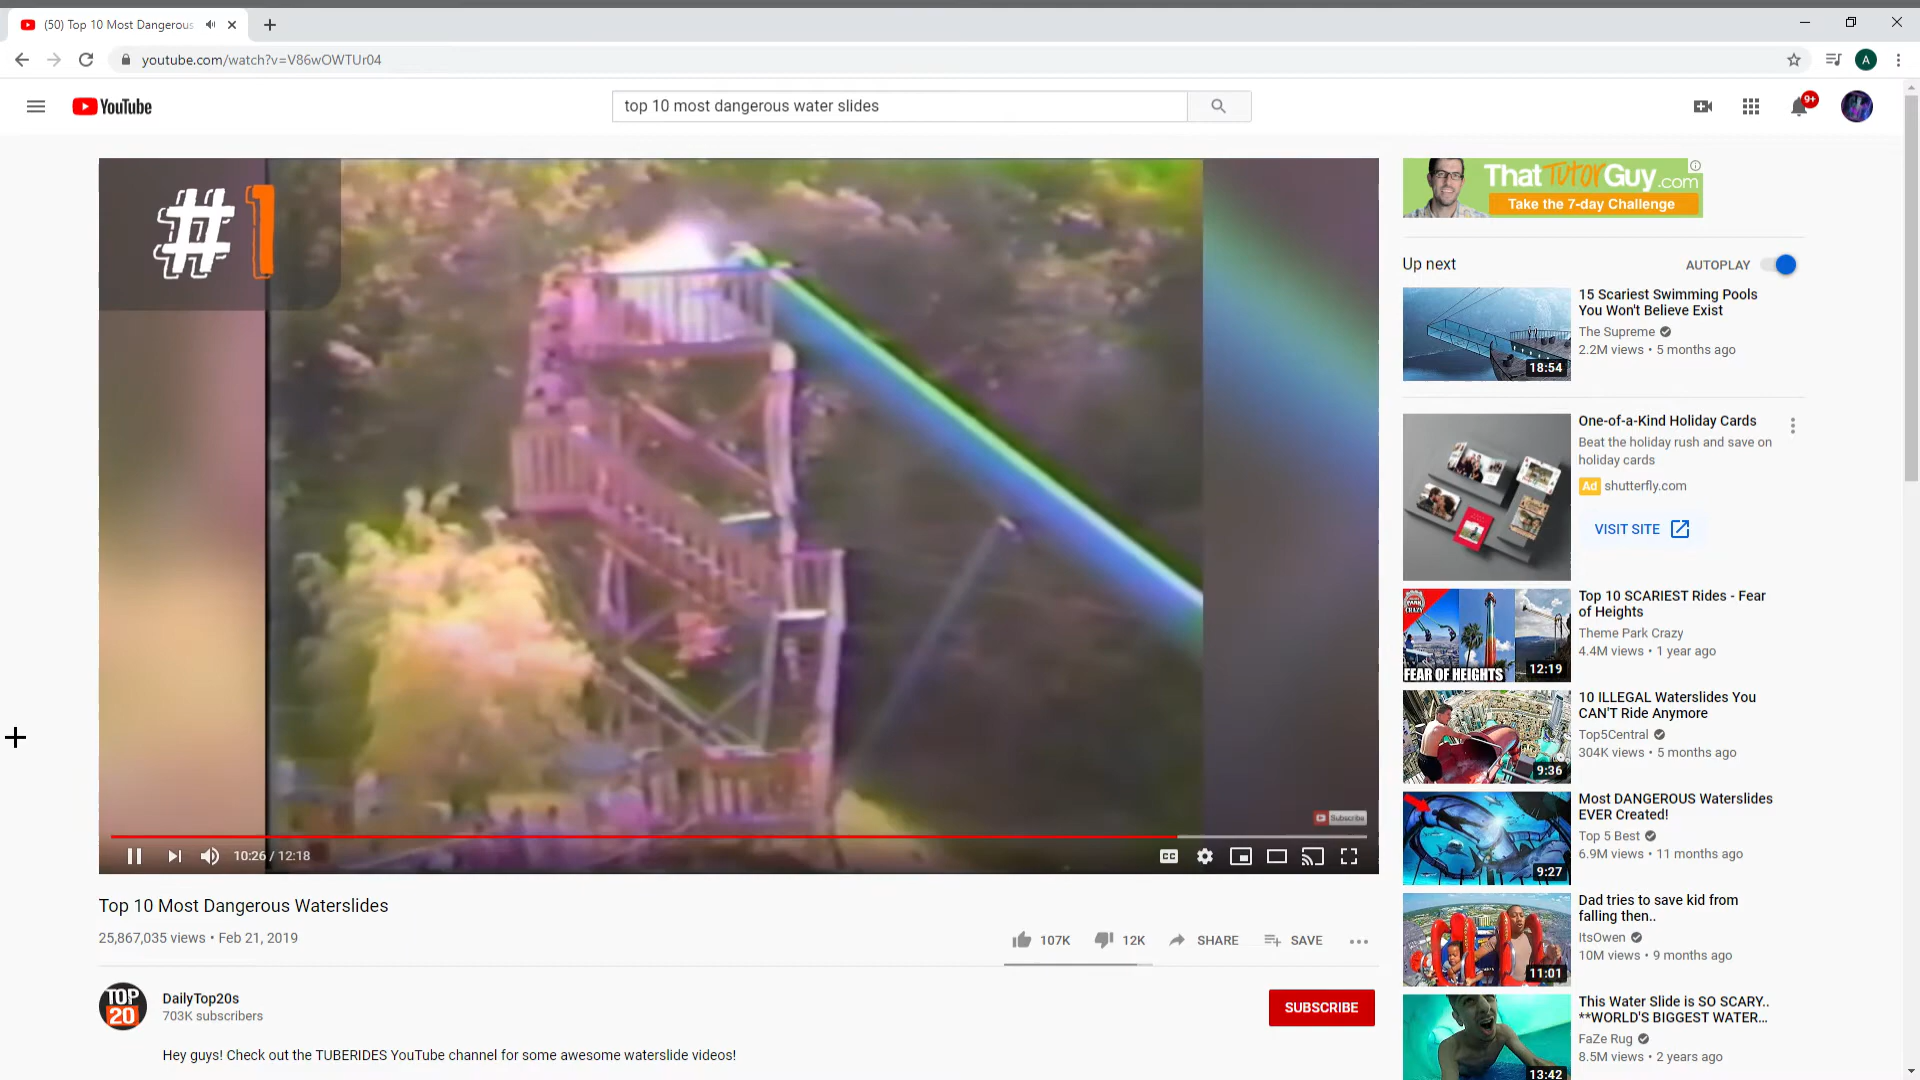 (50) Top 10 Most Dangerous
youtube.com/watch?v=V86wOWTUr04
A
YouTube
top 10 most dangerous water slides
9+
#1
Subscribe
10:26 / 12:18
CC
Top 10 Most Dangerous Waterslides
25,867,035 views • Feb 21, 2019
107K
12K
SHARE
SAVE
TOP
20
DailyTop20s
703K subscribers
SUBSCRIBE
Hey guys! Check out the TUBERIDES YouTube channel for some awesome waterslide videos!
ThatTutorGuy.com
Take the 7-day Challenge
Up next
AUTOPLAY
15 Scariest Swimming Pools
You Won't Believe Exist
The Supreme
2.2M views • 5 months ago
18:54
One-of-a-Kind Holiday Cards
Beat the holiday rush and save on
holiday cards
Ad shutterfly.com
VISIT SITE
Top 10 SCARIEST Rides - Fear
of Heights
Theme Park Crazy
4.4M views • 1 year ago
PARK
CRAZY
FEAR OF HEIGHTS
12:19
10 ILLEGAL Waterslides You
CAN'T Ride Anymore
Top5Central
304K views • 5 months ago
9:36
Most DANGEROUS Waterslides
EVER Created!
Top 5 Best
6.9M views • 11 months ago
9:27
Dad tries to save kid from
falling then..
ItsOwen
10M views • 9 months ago
11:01
This Water Slide is SO SCARY..
**WORLD'S BIGGEST WATER...
FaZe Rug
8.5M views • 2 years ago
13:42